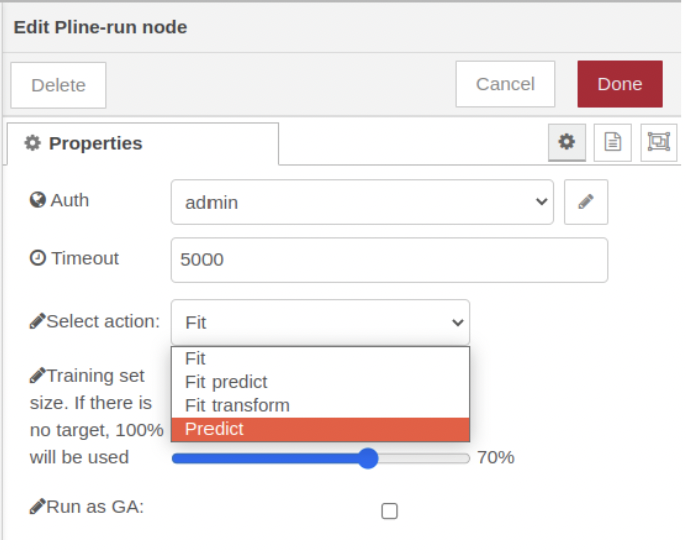 Edit Pline-run node
Delete
Cancel
Done
Properties
Auth
admin
Timeout
5000
Select action:
Fit
Fit
Fit predict
Fit transform
Predict
Training set
size. If there is
no target, 100%
will be used
70%
Run as GA: